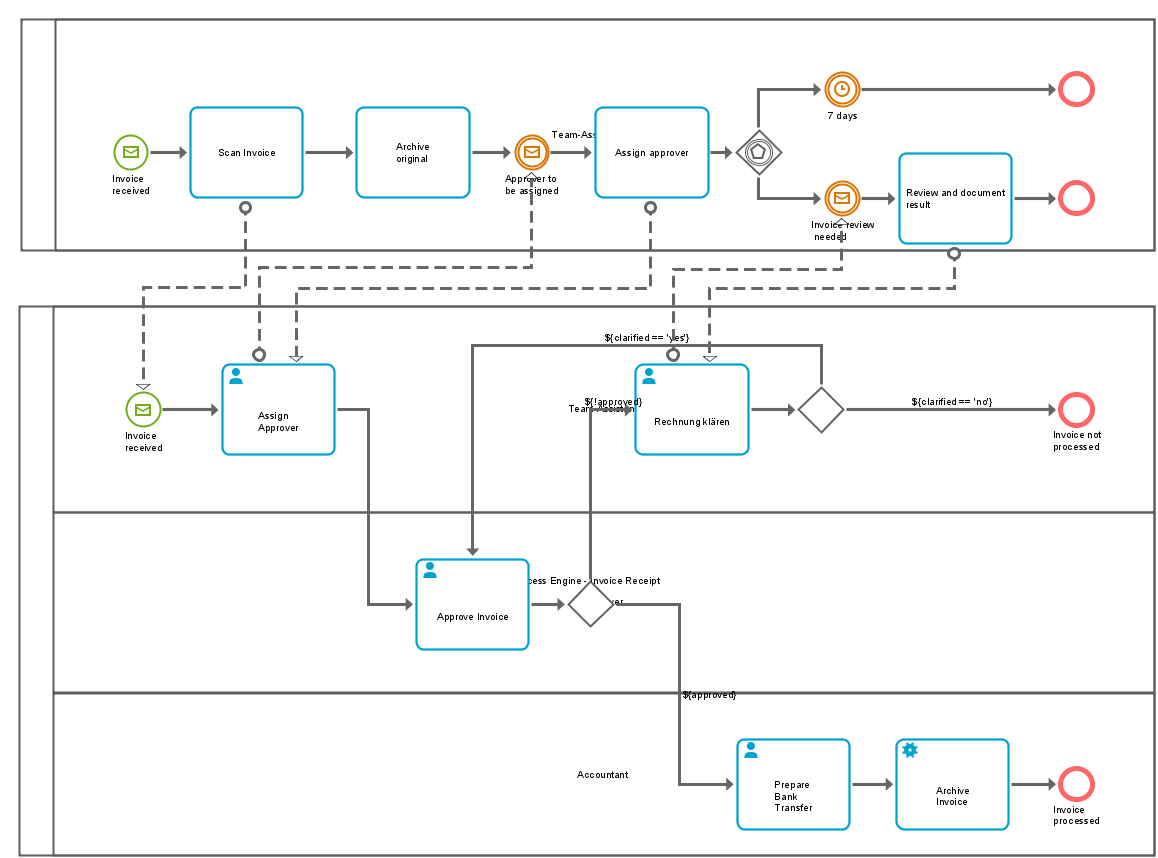 Team-Ass
Scan Invoice
Archive
original
Assign approver
7 days
Invoice
received
Approver to
be assigned
Review and document
result
Invoice review
needed
${clarified == 'yes'}
${!approved}
Team-Assistant
${clarified == 'no'}
Assign
Approver
Rechnung klären
Invoice
received
Invoice not
processed
cess Engine - Invoice Receipt
Approve Invoice
${approved}
Accountant
Prepare
Bank
Transfer
Archive
Invoice
Invoice
processed